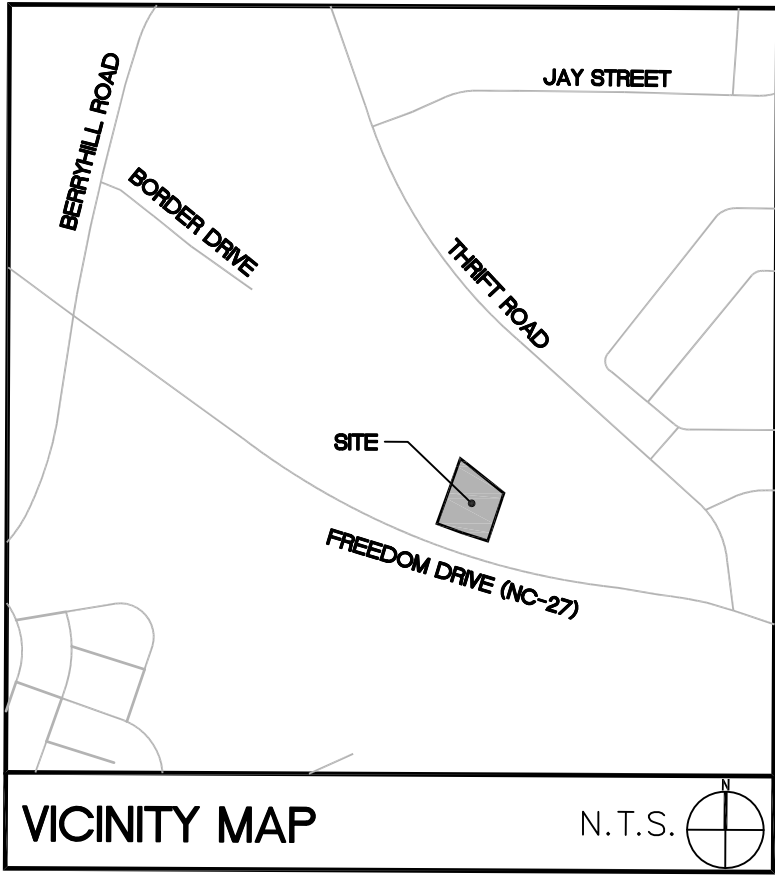 JAY STREET
BERRYHILL ROAD
BORDER DRIVE
THRIFT ROAD
SITE
FREEDOM DRIVE (NC-27)
VICINITY MAP
N.T.S.
N